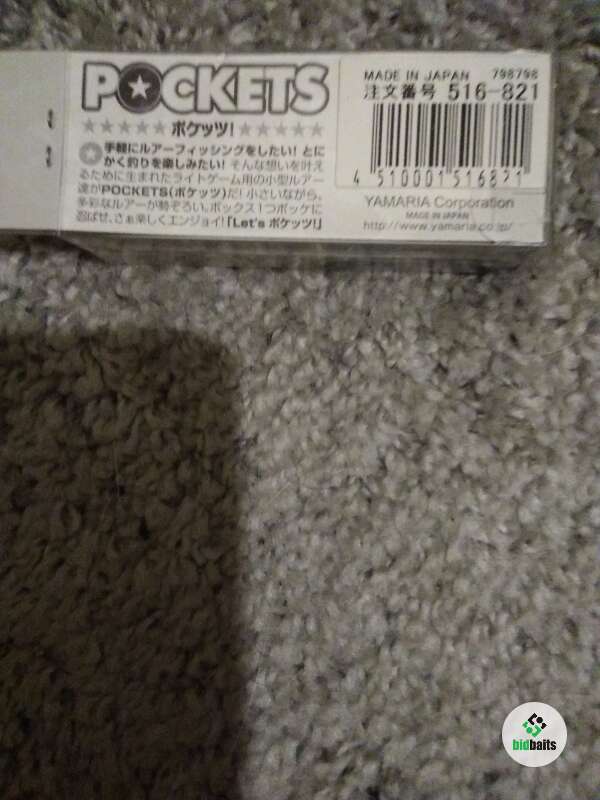 POCKETS
★★★★★ポケッツ!★★★★★
手軽にルアーフィッシングをしたい! とに
かく釣りを楽しみたい! そんな想いを叶え
るために生まれたライトゲーム用の小型ルアー
達がPOCKETS(ポケッツ)だ! 小さいながら、
多彩なルアーが勢ぞろい。ボックス1つポッケに
忍ばせ、さぁ楽しくエンジョイ!「Let's ポケッツ!」
MADE IN JAPAN 798798
注文番号 516-821
4 510001 516821
YAMARIA Corporation
MADE IN JAPAN
http://www.yamaria.co.jp/
bidbaits